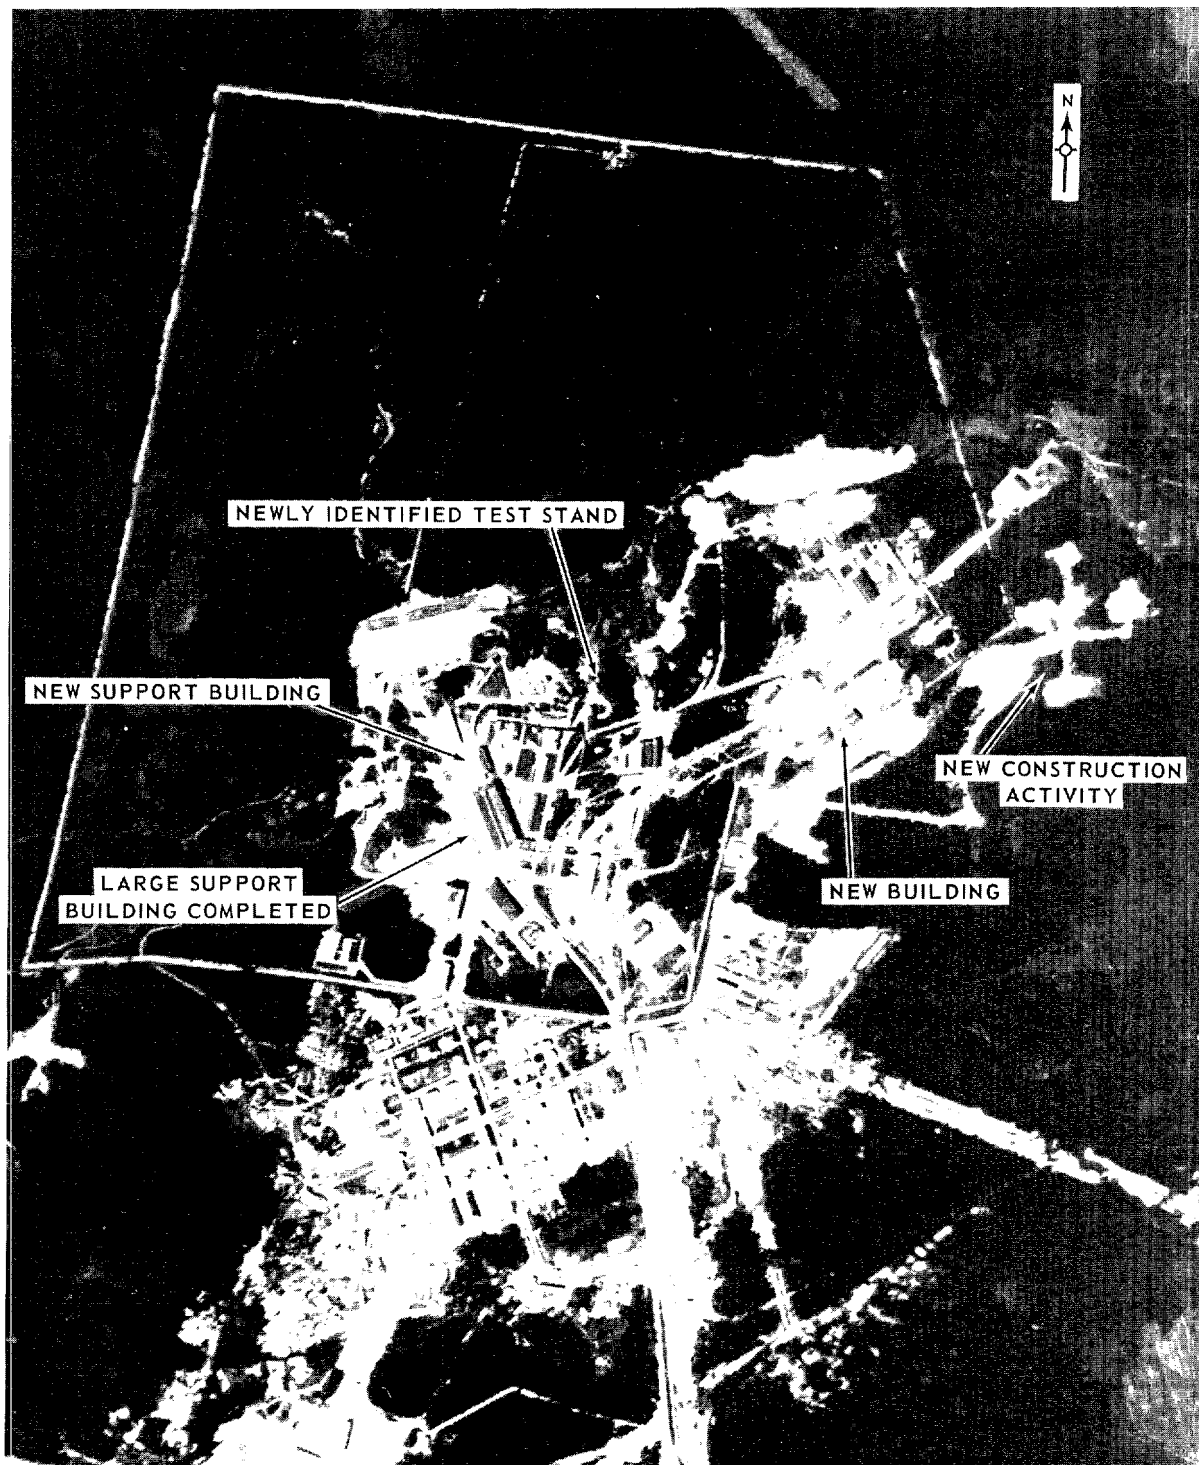 N
NEWLY IDENTIFIED TEST STAND
NEW SUPPORT BUILDING
NEW CONSTRUCTION
ACTIVITY
LARGE SUPPORT
BUILDING COMPLETED
NEW BUILDING